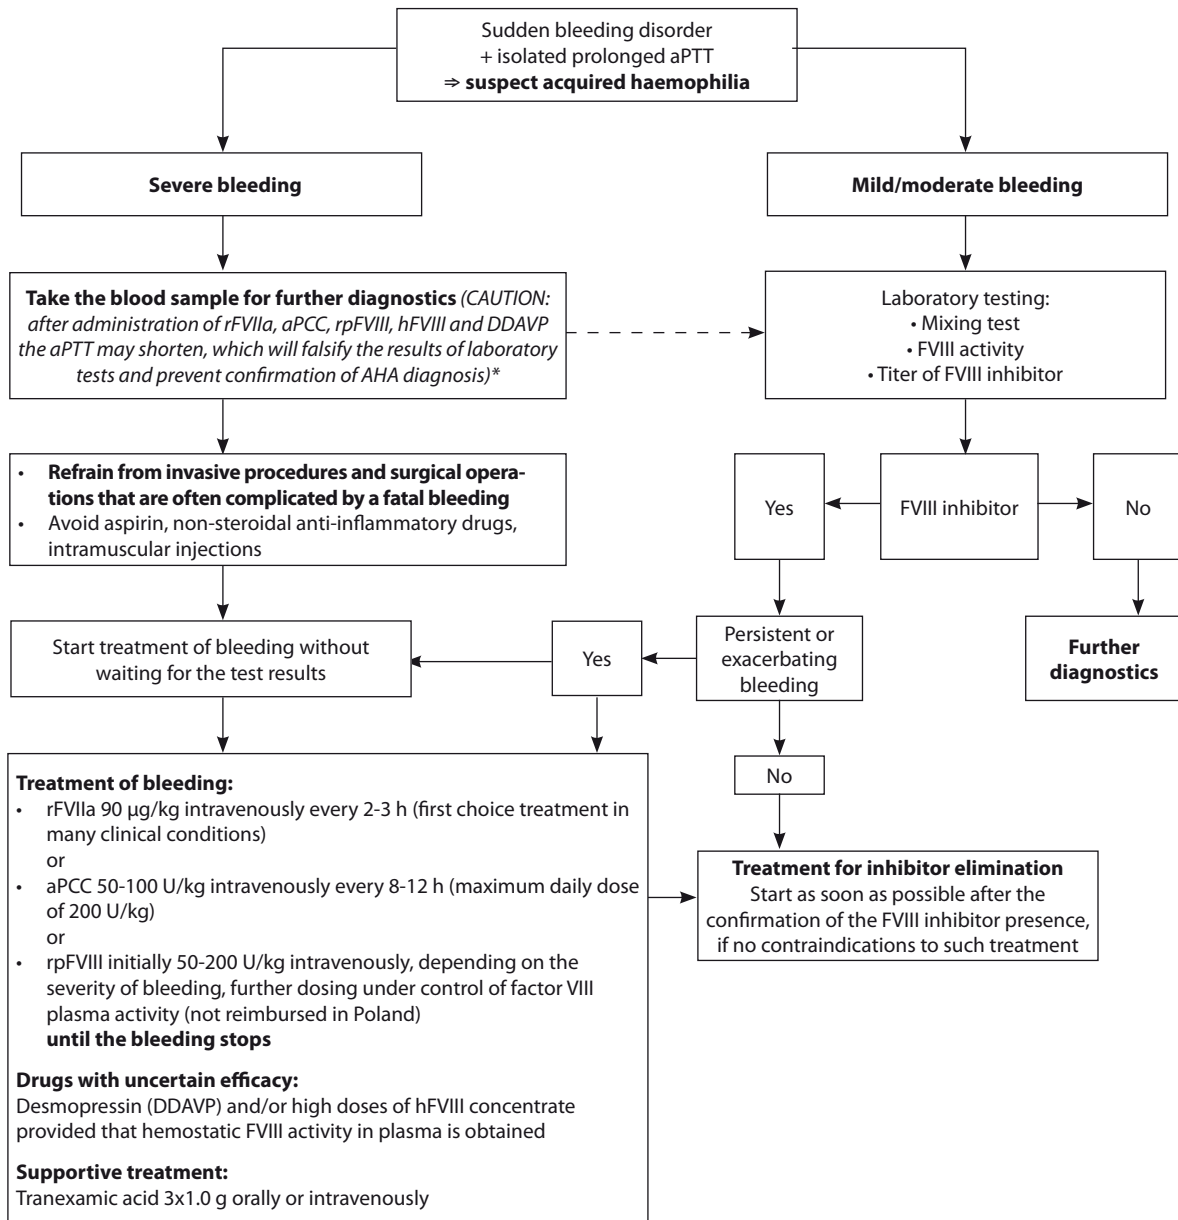 Sudden bleeding disorder
+ isolated prolonged aPTT
⇒ suspect acquired haemophilia
Severe bleeding
Mild/moderate bleeding
Take the blood sample for further diagnostics (CAUTION:
after administration of rFVIIa, aPCC, rpFVIII, hFVIII and DDAVP
the aPTT may shorten, which will falsify the results of laboratory
tests and prevent confirmation of AHA diagnosis)*
Laboratory testing:
• Mixing test
• FVIII activity
• Titer of FVIII inhibitor
• Refrain from invasive procedures and surgical opera-
tions that are often complicated by a fatal bleeding
• Avoid aspirin, non-steroidal anti-inflammatory drugs,
intramuscular injections
Yes
FVIII inhibitor
No
Start treatment of bleeding without
waiting for the test results
Yes
Persistent or
exacerbating
bleeding
Further
diagnostics
No
Treatment of bleeding:
• rFVIIa 90 µg/kg intravenously every 2-3 h (first choice treatment in
many clinical conditions)
or
• aPCC 50-100 U/kg intravenously every 8-12 h (maximum daily dose
of 200 U/kg)
or
• rpFVIII initially 50-200 U/kg intravenously, depending on the
severity of bleeding, further dosing under control of factor VIII
plasma activity (not reimbursed in Poland)
until the bleeding stops
Drugs with uncertain efficacy:
Desmopressin (DDAVP) and/or high doses of hFVIII concentrate
provided that hemostatic FVIII activity in plasma is obtained
Supportive treatment:
Tranexamic acid 3x1.0 g orally or intravenously
Treatment for inhibitor elimination
Start as soon as possible after the
confirmation of the FVIII inhibitor presence,
if no contraindications to such treatment